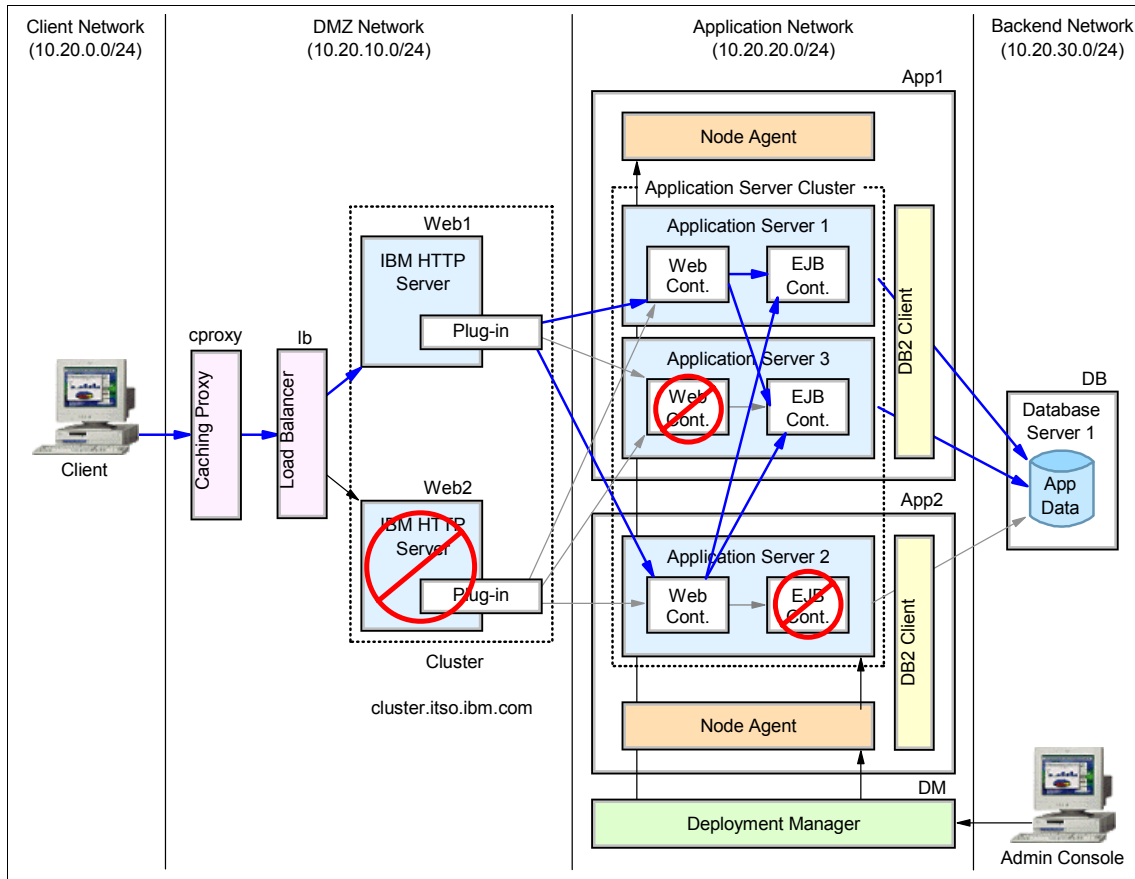 Client Network
(10.20.0.0/24)
DMZ Network
(10.20.10.0/24)
Application Network
(10.20.20.0/24)
Backend Network
(10.20.30.0/24)
App1
Node Agent
Application Server Cluster
Application Server 1
Web
Cont.
EJB
Cont.
Application Server 3
Web
Cont.
EJB
Cont.
DB2 Client
Web1
IBM HTTP
Server
Plug-in
cproxy
Caching Proxy
lb
Load Balancer
Client
Web2
IBM HTTP
Server
Plug-in
Cluster
cluster.itso.ibm.com
App2
Application Server 2
Web
Cont.
EJB
Cont.
DB2 Client
Node Agent
DM
Deployment Manager
DB
Database
Server 1
App
Data
Admin Console